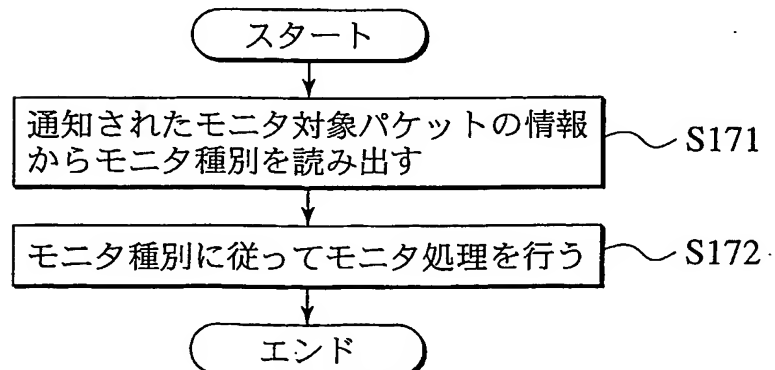 スタート
通知されたモニタ対象パケットの情報
からモニタ種別を読み出す
S171
モニタ種別に従ってモニタ処理を行う
S172
エンド